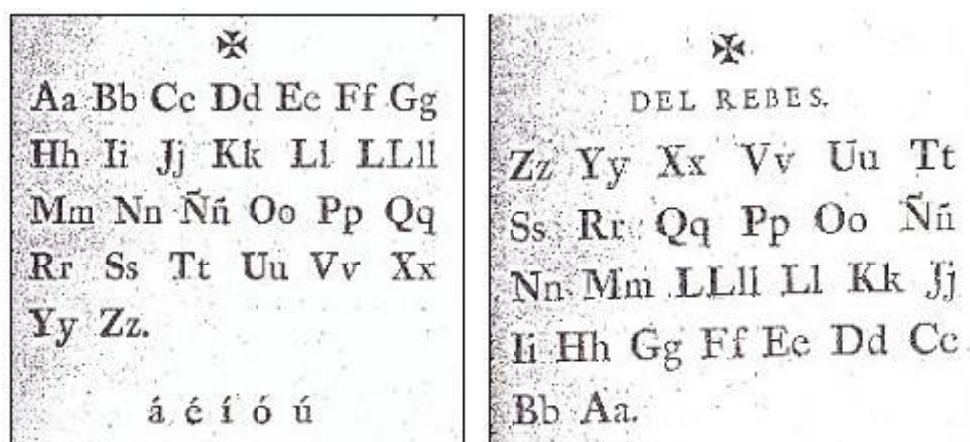 ✠
Aa Bb Cc Dd Ee Ff Gg
Hh Ii Jj Kk Ll LLll
Mm Nn Ññ Oo Pp Qq
Rr Ss Tt Uu Vv Xx
Yy Zz.
á é í ó ú
✠
DEL REBES.
Zz Yy Xx Vv Uu Tt
Ss Rr Qq Pp Oo Ññ
Nn Mm LLll Ll Kk Jj
Ii Hh Gg Ff Ee Dd Cc
Bb Aa.